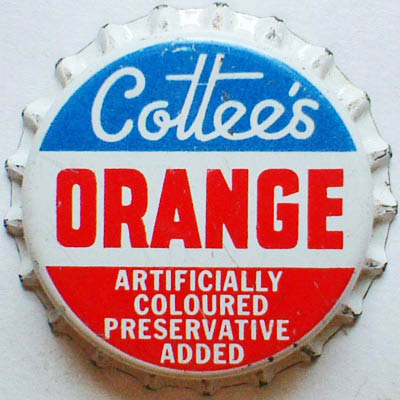 Cottee's
ORANGE
ARTIFICIALLY
COLOURED
PRESERVATIVE
ADDED